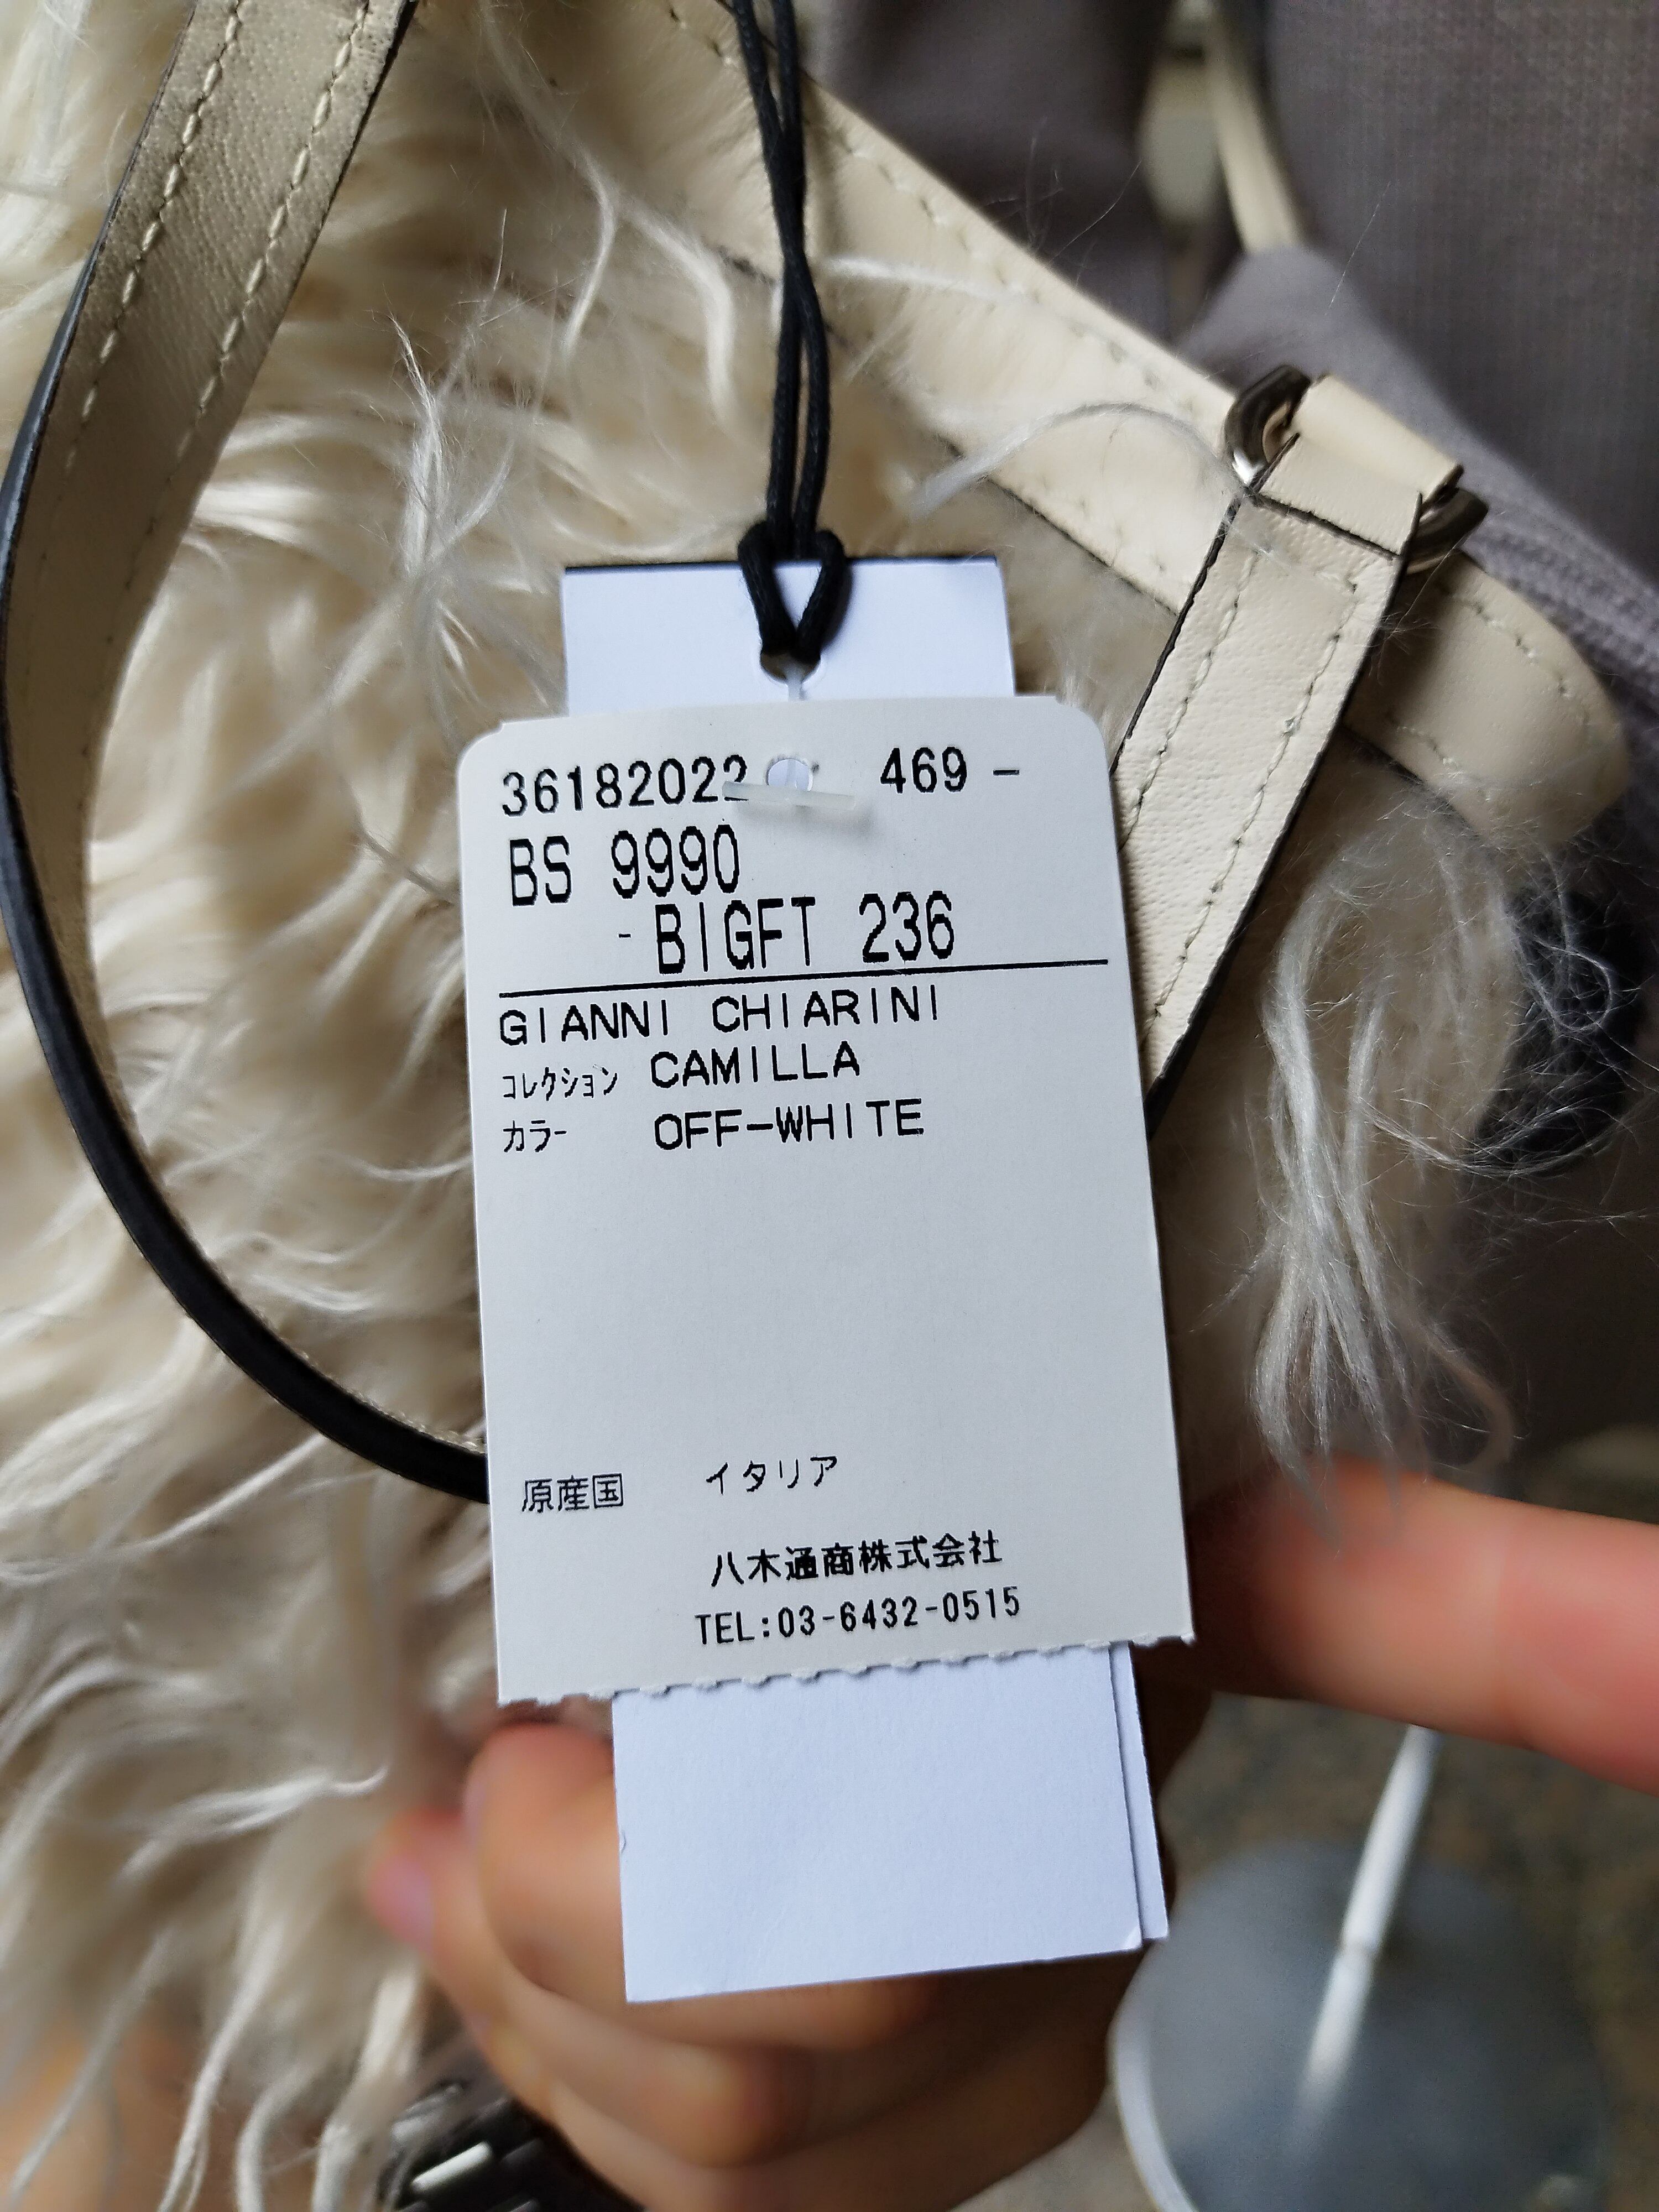 36182022 469 -
BS 9990
- BIGFT 236
GIANNI CHIARINI
コレクション CAMILLA
カラー OFF-WHITE
原産国 イタリア
八木通商株式会社
TEL:03-6432-0515